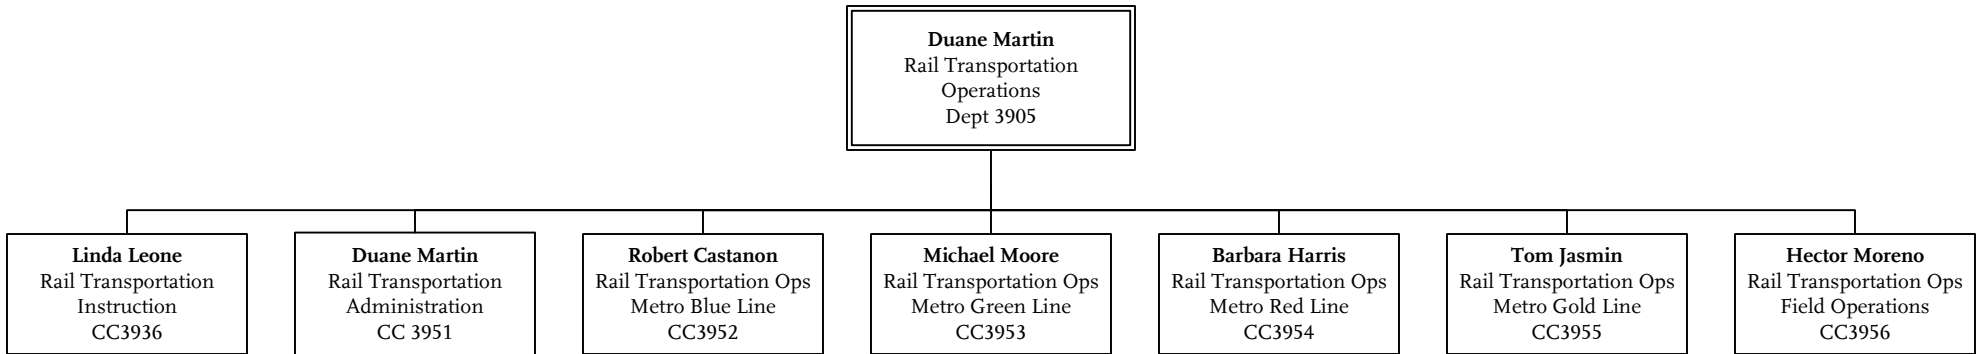 Duane Martin
Rail Transportation
Operations
Dept 3905
Linda Leone
Rail Transportation
Instruction
CC3936
Duane Martin
Rail Transportation
Administration
CC 3951
Robert Castanon
Rail Transportation Ops
Metro Blue Line
CC3952
Michael Moore
Rail Transportation Ops
Metro Green Line
CC3953
Barbara Harris
Rail Transportation Ops
Metro Red Line
CC3954
Tom Jasmin
Rail Transportation Ops
Metro Gold Line
CC3955
Hector Moreno
Rail Transportation Ops
Field Operations
CC3956